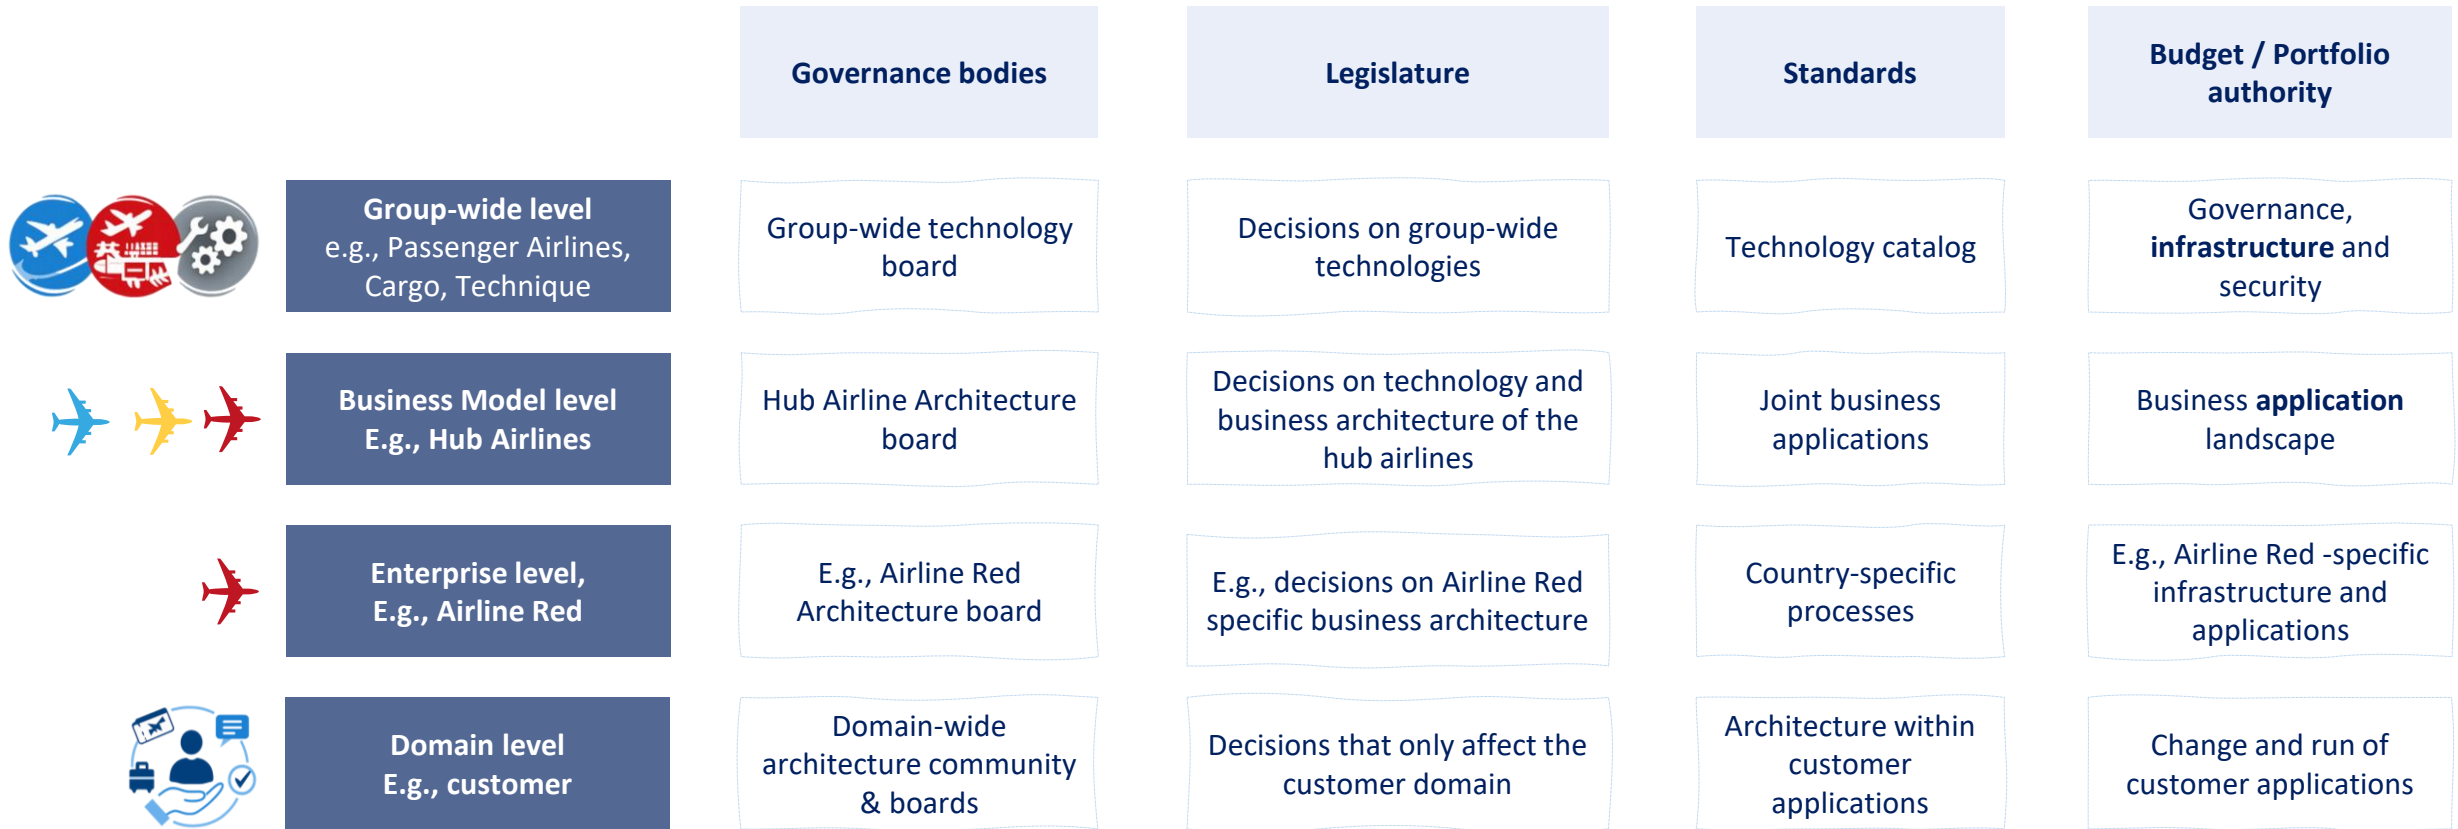 Governance bodies
Legislature
Standards
Budget / Portfolio
authority
Group-wide level
e.g., Passenger Airlines,
Cargo, Technique
Group-wide technology
board
Decisions on group-wide
technologies
Technology catalog
Governance,
infrastructure and
security
Business Model level
E.g., Hub Airlines
Hub Airline Architecture
board
Decisions on technology and
business architecture of the
hub airlines
Joint business
applications
Business application
landscape
Enterprise level,
E.g., Airline Red
E.g., Airline Red
Architecture board
E.g., decisions on Airline Red
specific business architecture
Country-specific
processes
E.g., Airline Red -specific
infrastructure and
applications
Domain level
E.g., customer
Domain-wide
architecture community
& boards
Decisions that only affect the
customer domain
Architecture within
customer
applications
Change and run of
customer applications